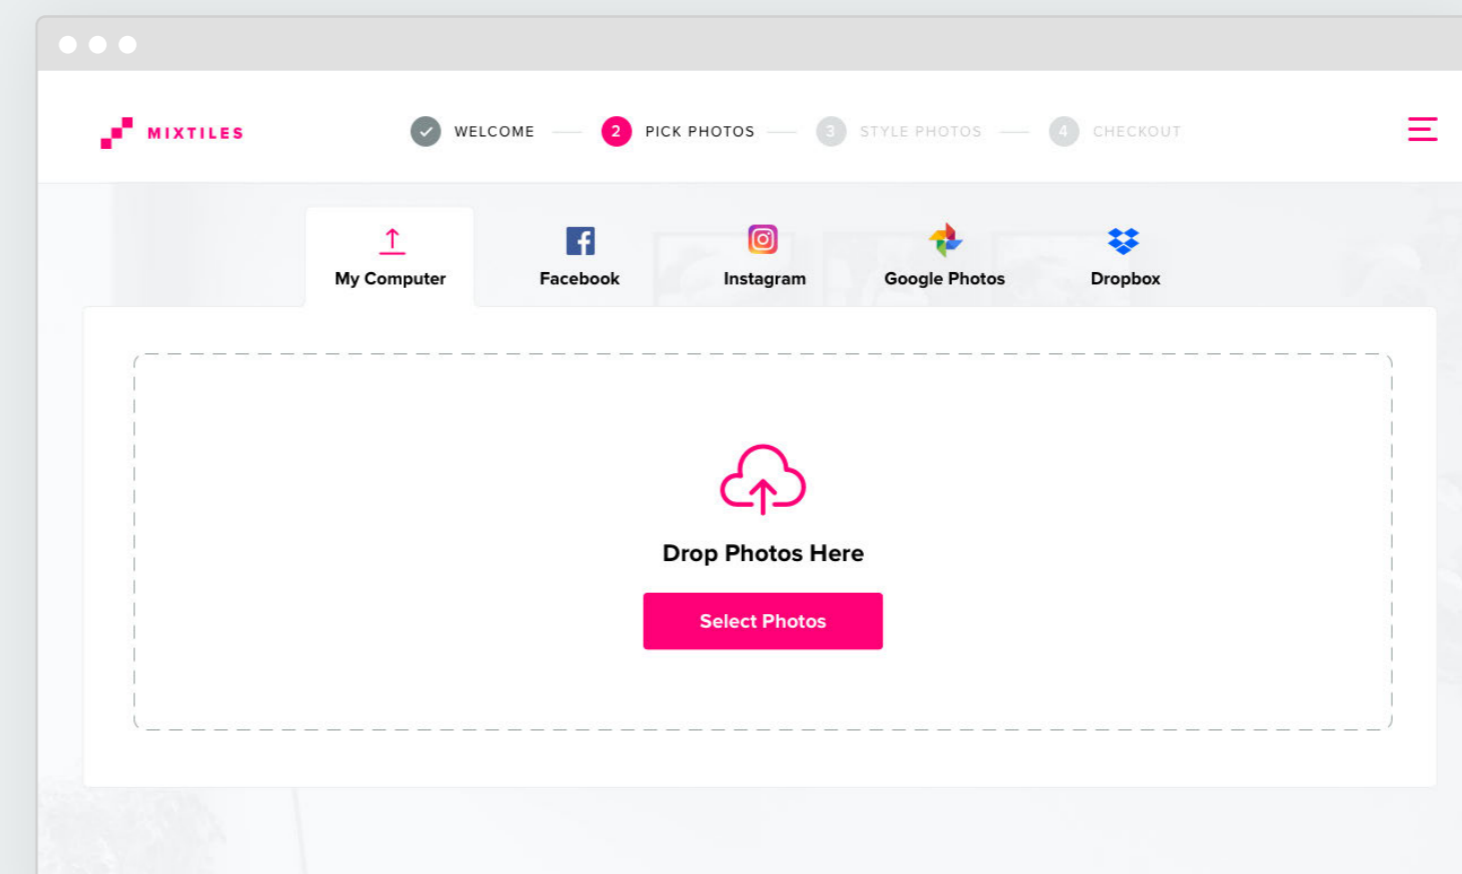 MIXTILES
WELCOME
2 PICK PHOTOS
3 STYLE PHOTOS
4 CHECKOUT
My Computer
Facebook
Instagram
Google Photos
Dropbox
Drop Photos Here
Select Photos